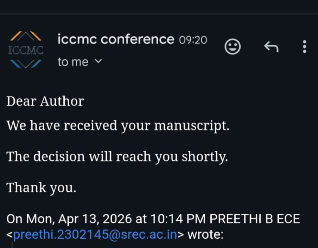 iccmc conference 09:20
ICCMC
to me
Dear Author
We have received your manuscript.
The decision will reach you shortly.
Thank you.
On Mon, Apr 13, 2026 at 10:14 PM PREETHI B ECE
<preethi.2302145@srec.ac.in> wrote: